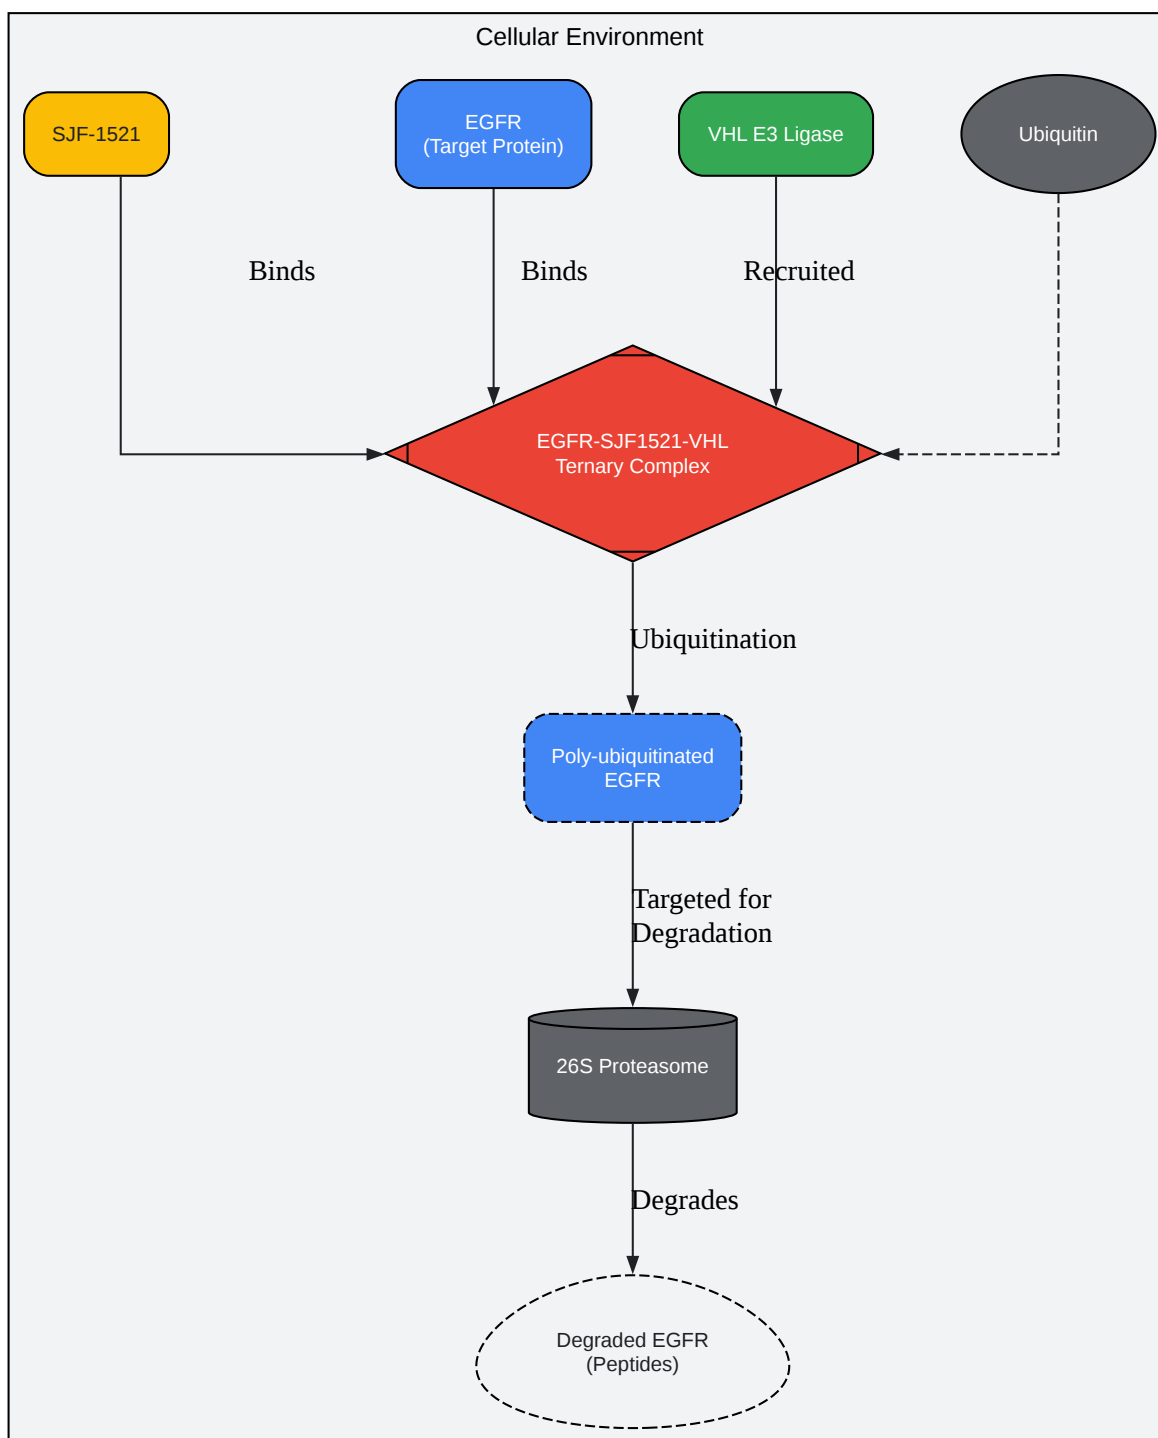 Cellular Environment
SJF-1521
EGFR
(Target Protein)
VHL E3 Ligase
Ubiquitin
Binds
Binds
Recruited
EGFR-SJF1521-VHL
Ternary Complex
Ubiquitination
Poly-ubiquitinated
EGFR
Targeted for
Degradation
26S Proteasome
Degrades
Degraded EGFR
(Peptides)